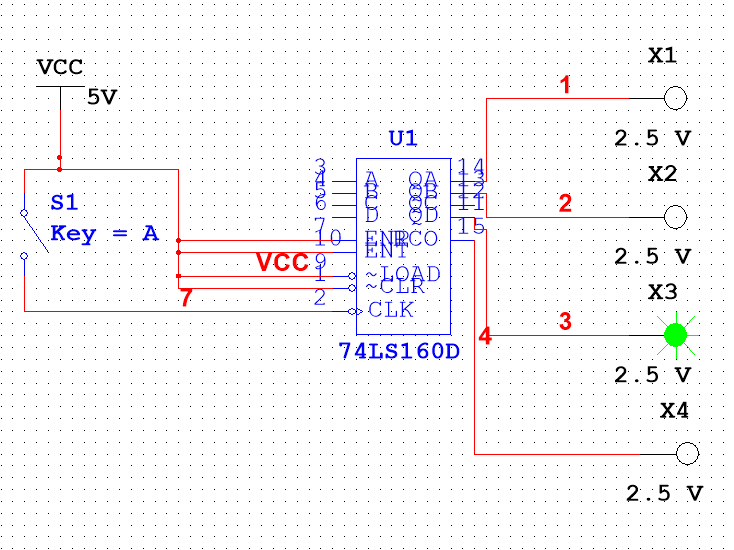 VCC
5V
S1
Key = A
VCC
7
U1
3
4
5
6
7
10
9
1
2
A
B
C
D
ENP
ENT
~LOAD
~CLR
CLK
QA
QB
QC
QD
RCO
14
13
12
11
15
74LS160D
1
2
3
4
X1
2.5 V
X2
2.5 V
X3
2.5 V
X4
2.5 V